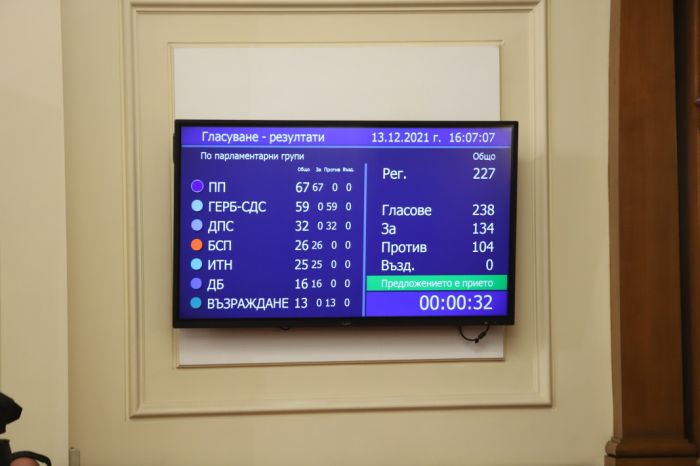 Гласуване - резултати 13.12.2021 г. 16:07:07
По парламентарни групи
Общо За Против Възд.
ПП 67 67 0 0
ГЕРБ-СДС 59 0 59 0
ДПС 32 0 32 0
БСП 26 26 0 0
ИТН 25 25 0 0
ДБ 16 16 0 0
ВЪЗРАЖДАНЕ 13 0 13 0
Общо
Рег. 227
Гласове 238
За 134
Против 104
Възд. 0
Предложението е прието
00:00:32